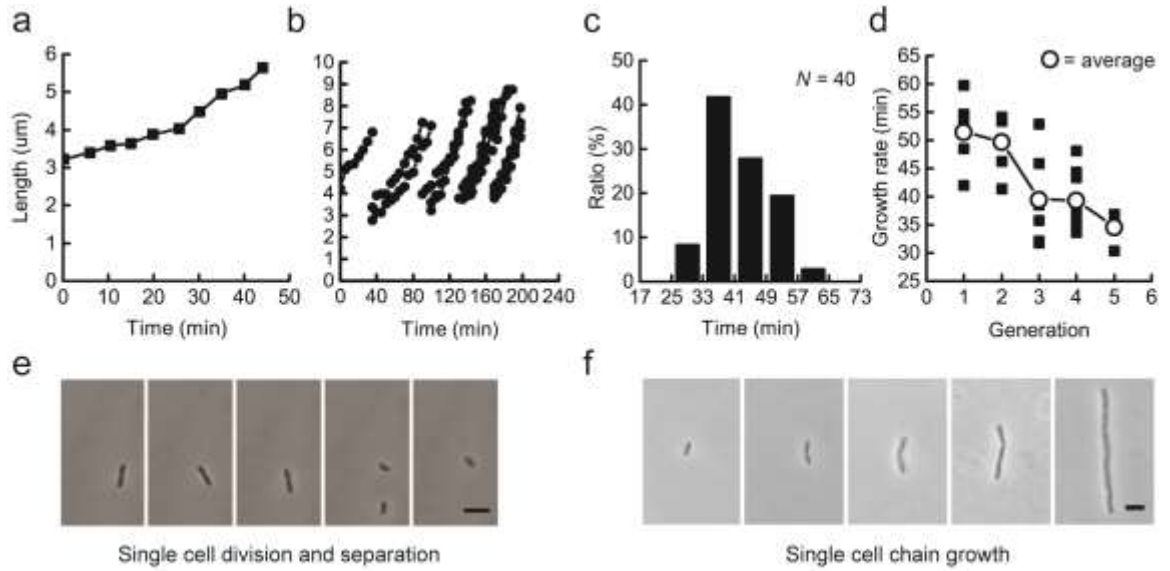 a
6
5
4
3
2
1
0
0 10 20 30 40 50
Length (um)
Time (min)
b
10
9
8
7
6
5
4
3
2
1
0
0 40 80 120 160 200 240
Time (min)
c
50
40
30
20
10
0
17 25 33 41 49 57 65 73
N = 40
Ratio (%)
Time (min)
d
65
60
55
50
45
40
35
30
25
0 1 2 3 4 5 6
= average
Growth rate (min)
Generation
e
Single cell division and separation
f
Single cell chain growth